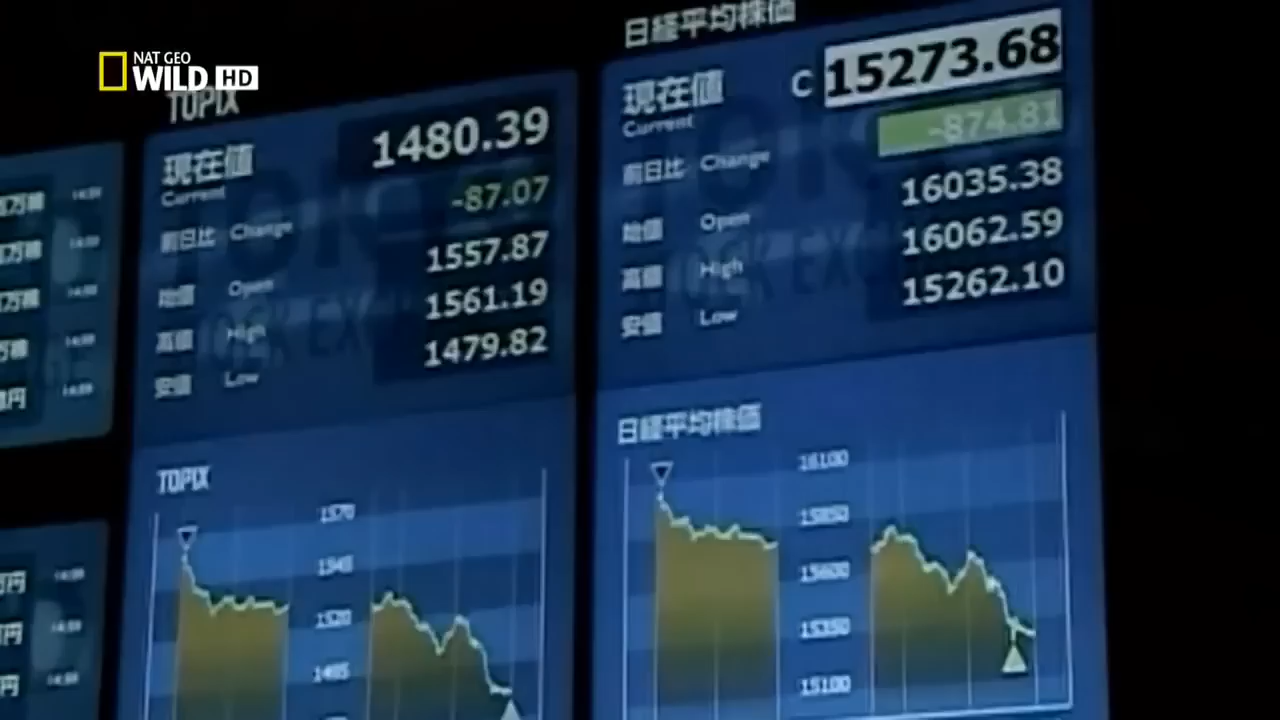 NAT GEO
WILD HD
TOPIX
現在値 1480.39
Current
前日比 Change -87.07
始値 Open 1557.87
高値 High 1561.19
安値 Low 1479.82
TOPIX
1570
1545
1520
1495
日経平均株価
現在値 C 15273.68
Current
前日比 Change -874.81
始値 Open 16035.38
高値 High 16062.59
安値 Low 15262.10
日経平均株価
16100
15850
15600
15350
15100